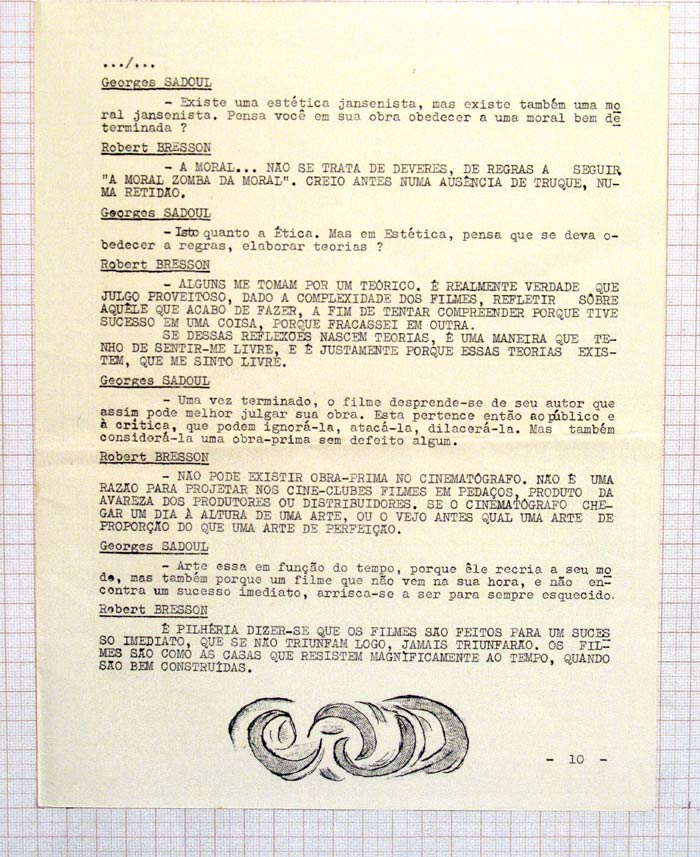 .../...
Georges SADOUL
- Existe uma estética jansenista, mas existe também uma mo
ral jansenista. Pensa você em sua obra obedecer a uma moral bem de
terminada ?
Robert BRESSON
- A MORAL... NÃO SE TRATA DE DEVERES, DE REGRAS A SEGUIR
"A MORAL ZOMBA DA MORAL". CREIO ANTES NUMA AUSÊNCIA DE TRUQUE, NU-
MA RETIDÃO.
Georges SADOUL
- Isto quanto a Ética. Mas em Estética, pensa que se deva o-
bedecer a regras, elaborar teorias ?
Robert BRESSON
- ALGUNS ME TOMAM POR UM TEÓRICO. É REALMENTE VERDADE QUE
JULGO PROVEITOSO, DADO A COMPLEXIDADE DOS FILMES, REFLETIR SÔBRE
AQUÊLE QUE ACABO DE FAZER, A FIM DE TENTAR COMPREENDER PORQUE TIVE
SUCESSO EM UMA COISA, PORQUE FRACASSEI EM OUTRA.
SE DESSAS REFLEXÕES NASCEM TEORIAS, É UMA MANEIRA QUE TE-
NHO DE SENTIR-ME LIVRE, E É JUSTAMENTE PORQUE ESSAS TEORIAS EXIS-
TEM, QUE ME SINTO LIVRE.
Georges SADOUL
- Uma vez terminado, o filme desprende-se de seu autor que
assim pode melhor julgar sua obra. Esta pertence então ao público e
à crítica, que podem ignorá-la, atacá-la, dilacerá-la. Mas também
considerá-la uma obra-prima sem defeito algum.
Robert BRESSON
- NÃO PODE EXISTIR OBRA-PRIMA NO CINEMATÓGRAFO. NÃO É UMA
RAZÃO PARA PROJETAR NOS CINE-CLUBES FILMES EM PEDAÇOS, PRODUTO DA
AVAREZA DOS PRODUTORES OU DISTRIBUIDORES. SE O CINEMATÓGRAFO CHE-
GAR UM DIA À ALTURA DE UMA ARTE, OU O VEJO ANTES QUAL UMA ARTE DE
PROPORÇÃO DO QUE UMA ARTE DE PERFEIÇÃO.
Georges SADOUL
- Arte essa em função do tempo, porque êle recria a seu mo
do, mas também porque um filme que não vem na sua hora, e não en-
contra um sucesso imediato, arrisca-se a ser para sempre esquecido.
Robert BRESSON
É PILHÉRIA DIZER-SE QUE OS FILMES SÃO FEITOS PARA UM SUCES
SO IMEDIATO, QUE SE NÃO TRIUNFAM LOGO, JAMAIS TRIUNFARÃO. OS FIL-
MES SÃO COMO AS CASAS QUE RESISTEM MAGNÍFICAMENTE AO TEMPO, QUANDO
SÃO BEM CONSTRUÍDAS.
- 10 -